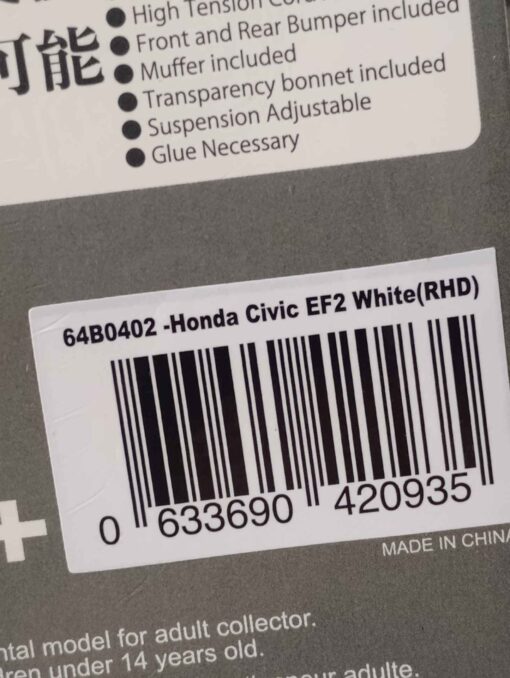 ● High Tension
● Front and Rear Bumper included
可能
● Muffer included
● Transparency bonnet included
● Suspension Adjustable
● Glue Necessary
64B0402 -Honda Civic EF2 White(RHD)
0 633690 420935
MADE IN CHINA
ntal model for adult collector.
dren under 14 years old.
adulte.